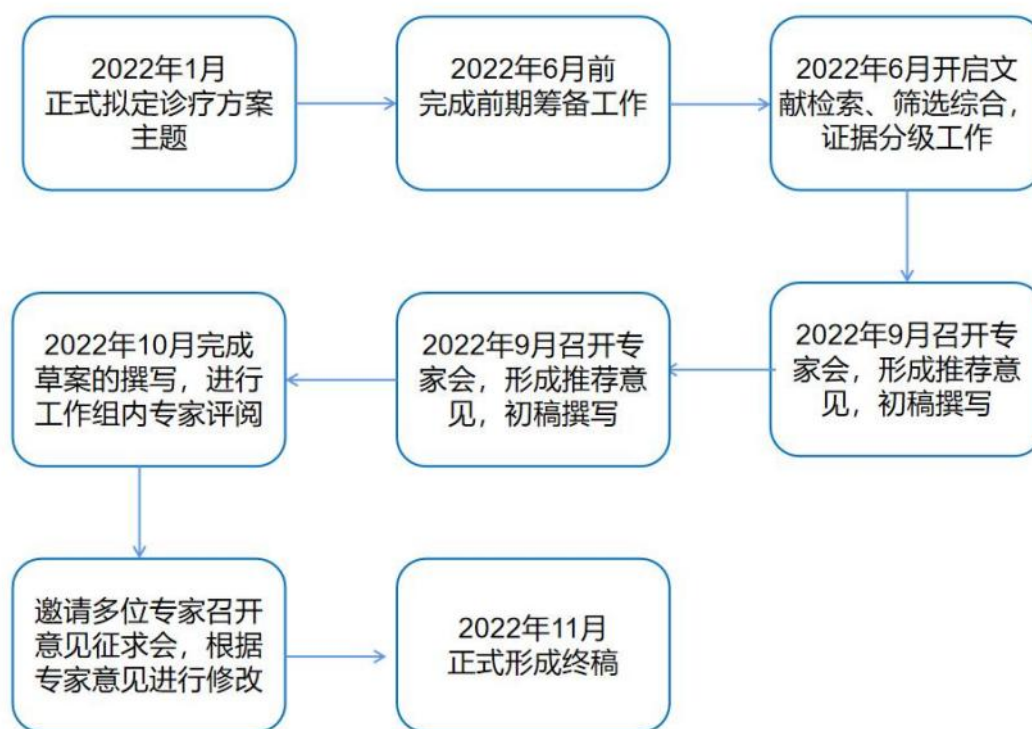 2022年1月
正式拟定诊疗方案
主题
2022年6月前
完成前期筹备工作
2022年6月开启文
献检索、筛选综合，
证据分级工作
2022年9月召开专
家会，形成推荐意
见，初稿撰写
2022年9月召开专
家会，形成推荐意
见，初稿撰写
2022年10月完成
草案的撰写，进行
工作组内专家评阅
邀请多位专家召开
意见征求会，根据
专家意见进行修改
2022年11月
正式形成终稿